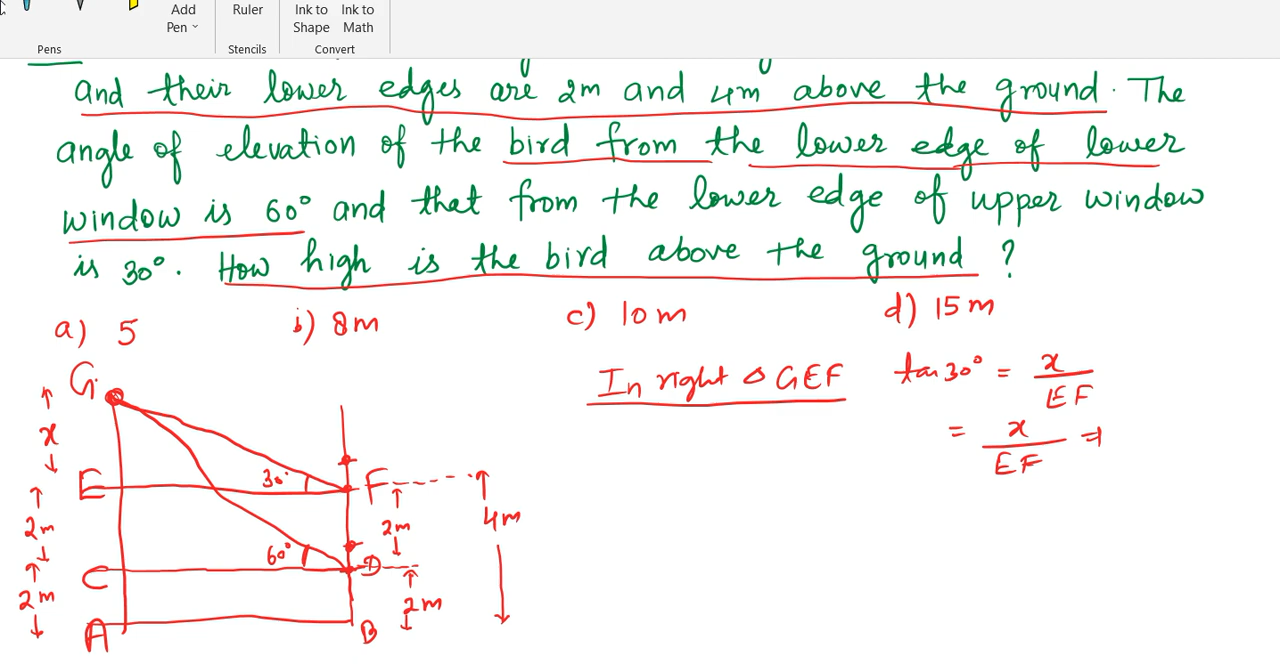 Add Pen
Ruler
Ink to Shape
Ink to Math
Pens
Stencils
Convert
and their lower edges are 2m and 4m above the ground. The
angle of elevation of the bird from the lower edge of lower
window is 60° and that from the lower edge of upper window
is 30°. How high is the bird above the ground ?
a) 5
b) 8m
c) 10m
d) 15m
In right Δ GEF
tan 30° = x / EF
= x / EF ⇒
G
x
E
30°
F
2m
2m
4m
60°
C
D
2m
2m
A
B